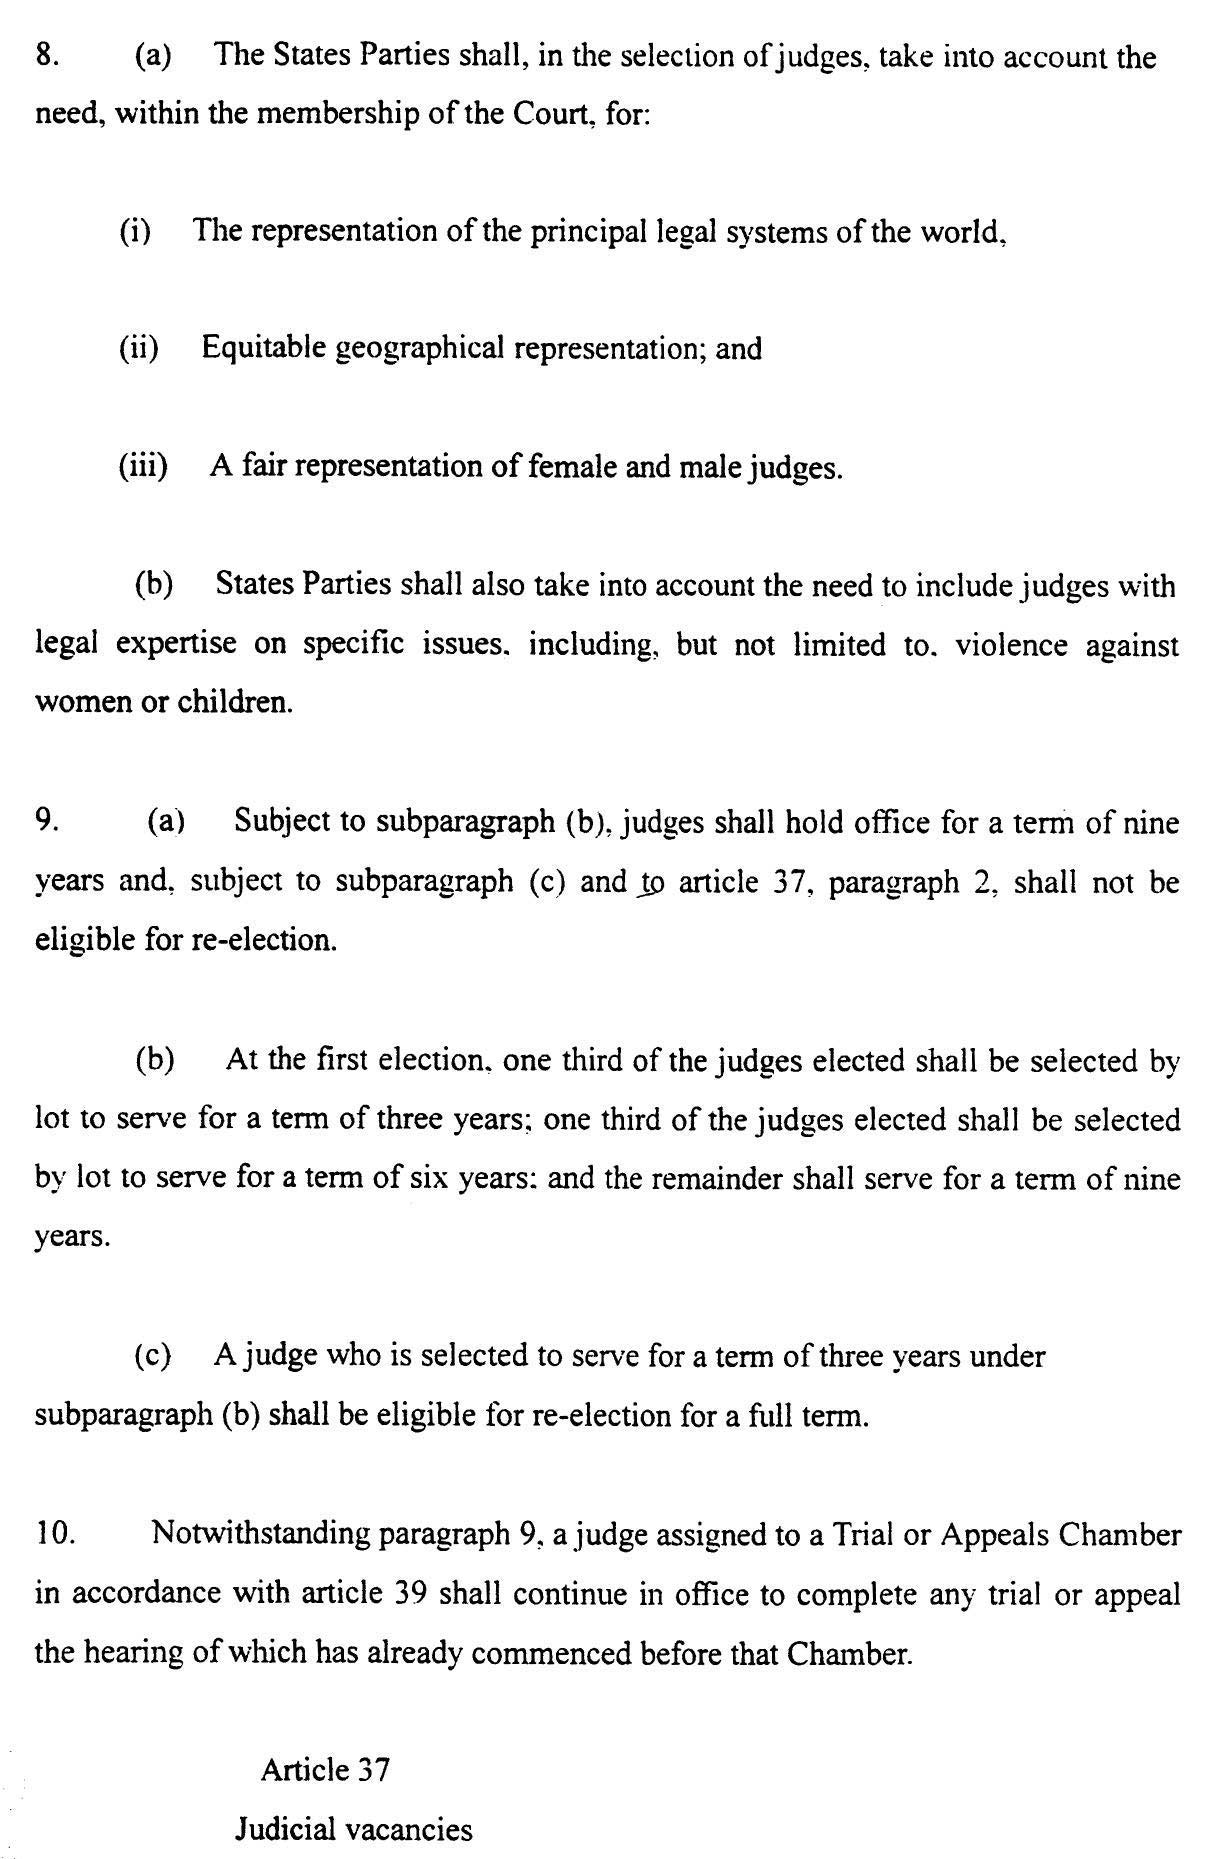 8. (a) The States Parties shall, in the selection of judges, take into account the
need, within the membership of the Court, for:
(i) The representation of the principal legal systems of the world,
(ii) Equitable geographical representation; and
(iii) A fair representation of female and male judges.
(b) States Parties shall also take into account the need to include judges with
legal expertise on specific issues, including, but not limited to, violence against
women or children.
9. (a) Subject to subparagraph (b), judges shall hold office for a term of nine
years and, subject to subparagraph (c) and to article 37, paragraph 2, shall not be
eligible for re-election.
(b) At the first election, one third of the judges elected shall be selected by
lot to serve for a term of three years; one third of the judges elected shall be selected
by lot to serve for a term of six years; and the remainder shall serve for a term of nine
years.
(c) A judge who is selected to serve for a term of three years under
subparagraph (b) shall be eligible for re-election for a full term.
10. Notwithstanding paragraph 9, a judge assigned to a Trial or Appeals Chamber
in accordance with article 39 shall continue in office to complete any trial or appeal
the hearing of which has already commenced before that Chamber.
Article 37
Judicial vacancies